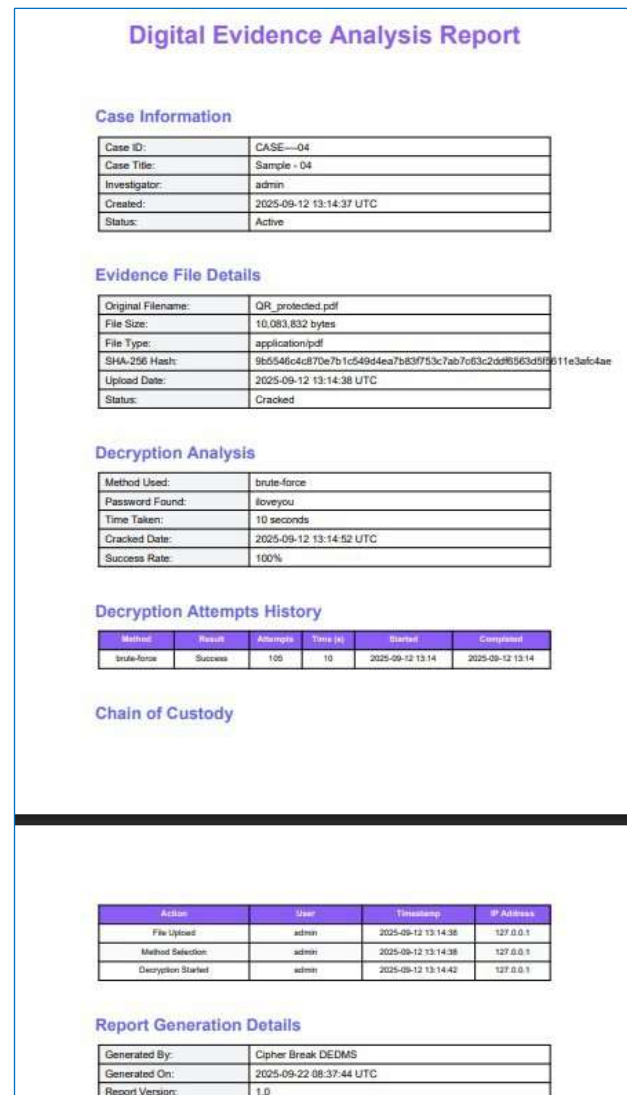 Digital Evidence Analysis Report
Case Information
Case ID: CASE—-04
Case Title: Sample - 04
Investigator: admin
Created: 2025-09-12 13:14:37 UTC
Status: Active
Evidence File Details
Original Filename: QR_protected.pdf
File Size: 10,083,832 bytes
File Type: application/pdf
SHA-256 Hash:
Upload Date: 2025-09-12 13:14:38 UTC
Status: Cracked
Decryption Analysis
Method Used: brute-force
Password Found: iloveyou
Time Taken: 10 seconds
Cracked Date: 2025-09-12 13:14:52 UTC
Success Rate: 100%
Decryption Attempts History
Method Result Attempts Time (s) Started Completed
brute-force Success 105 10 2025-09-12 13:14 2025-09-12 13:14
Chain of Custody
Action User Timestamp IP Address
File Upload admin 2025-09-12 13:14:38 127.0.0.1
Method Selection admin 2025-09-12 13:14:38 127.0.0.1
Decryption Started admin 2025-09-12 13:14:42 127.0.0.1
Report Generation Details
Generated By: Cipher Break DEDMS
Generated On: 2025-09-22 08:37:44 UTC
Report Version: 1.0